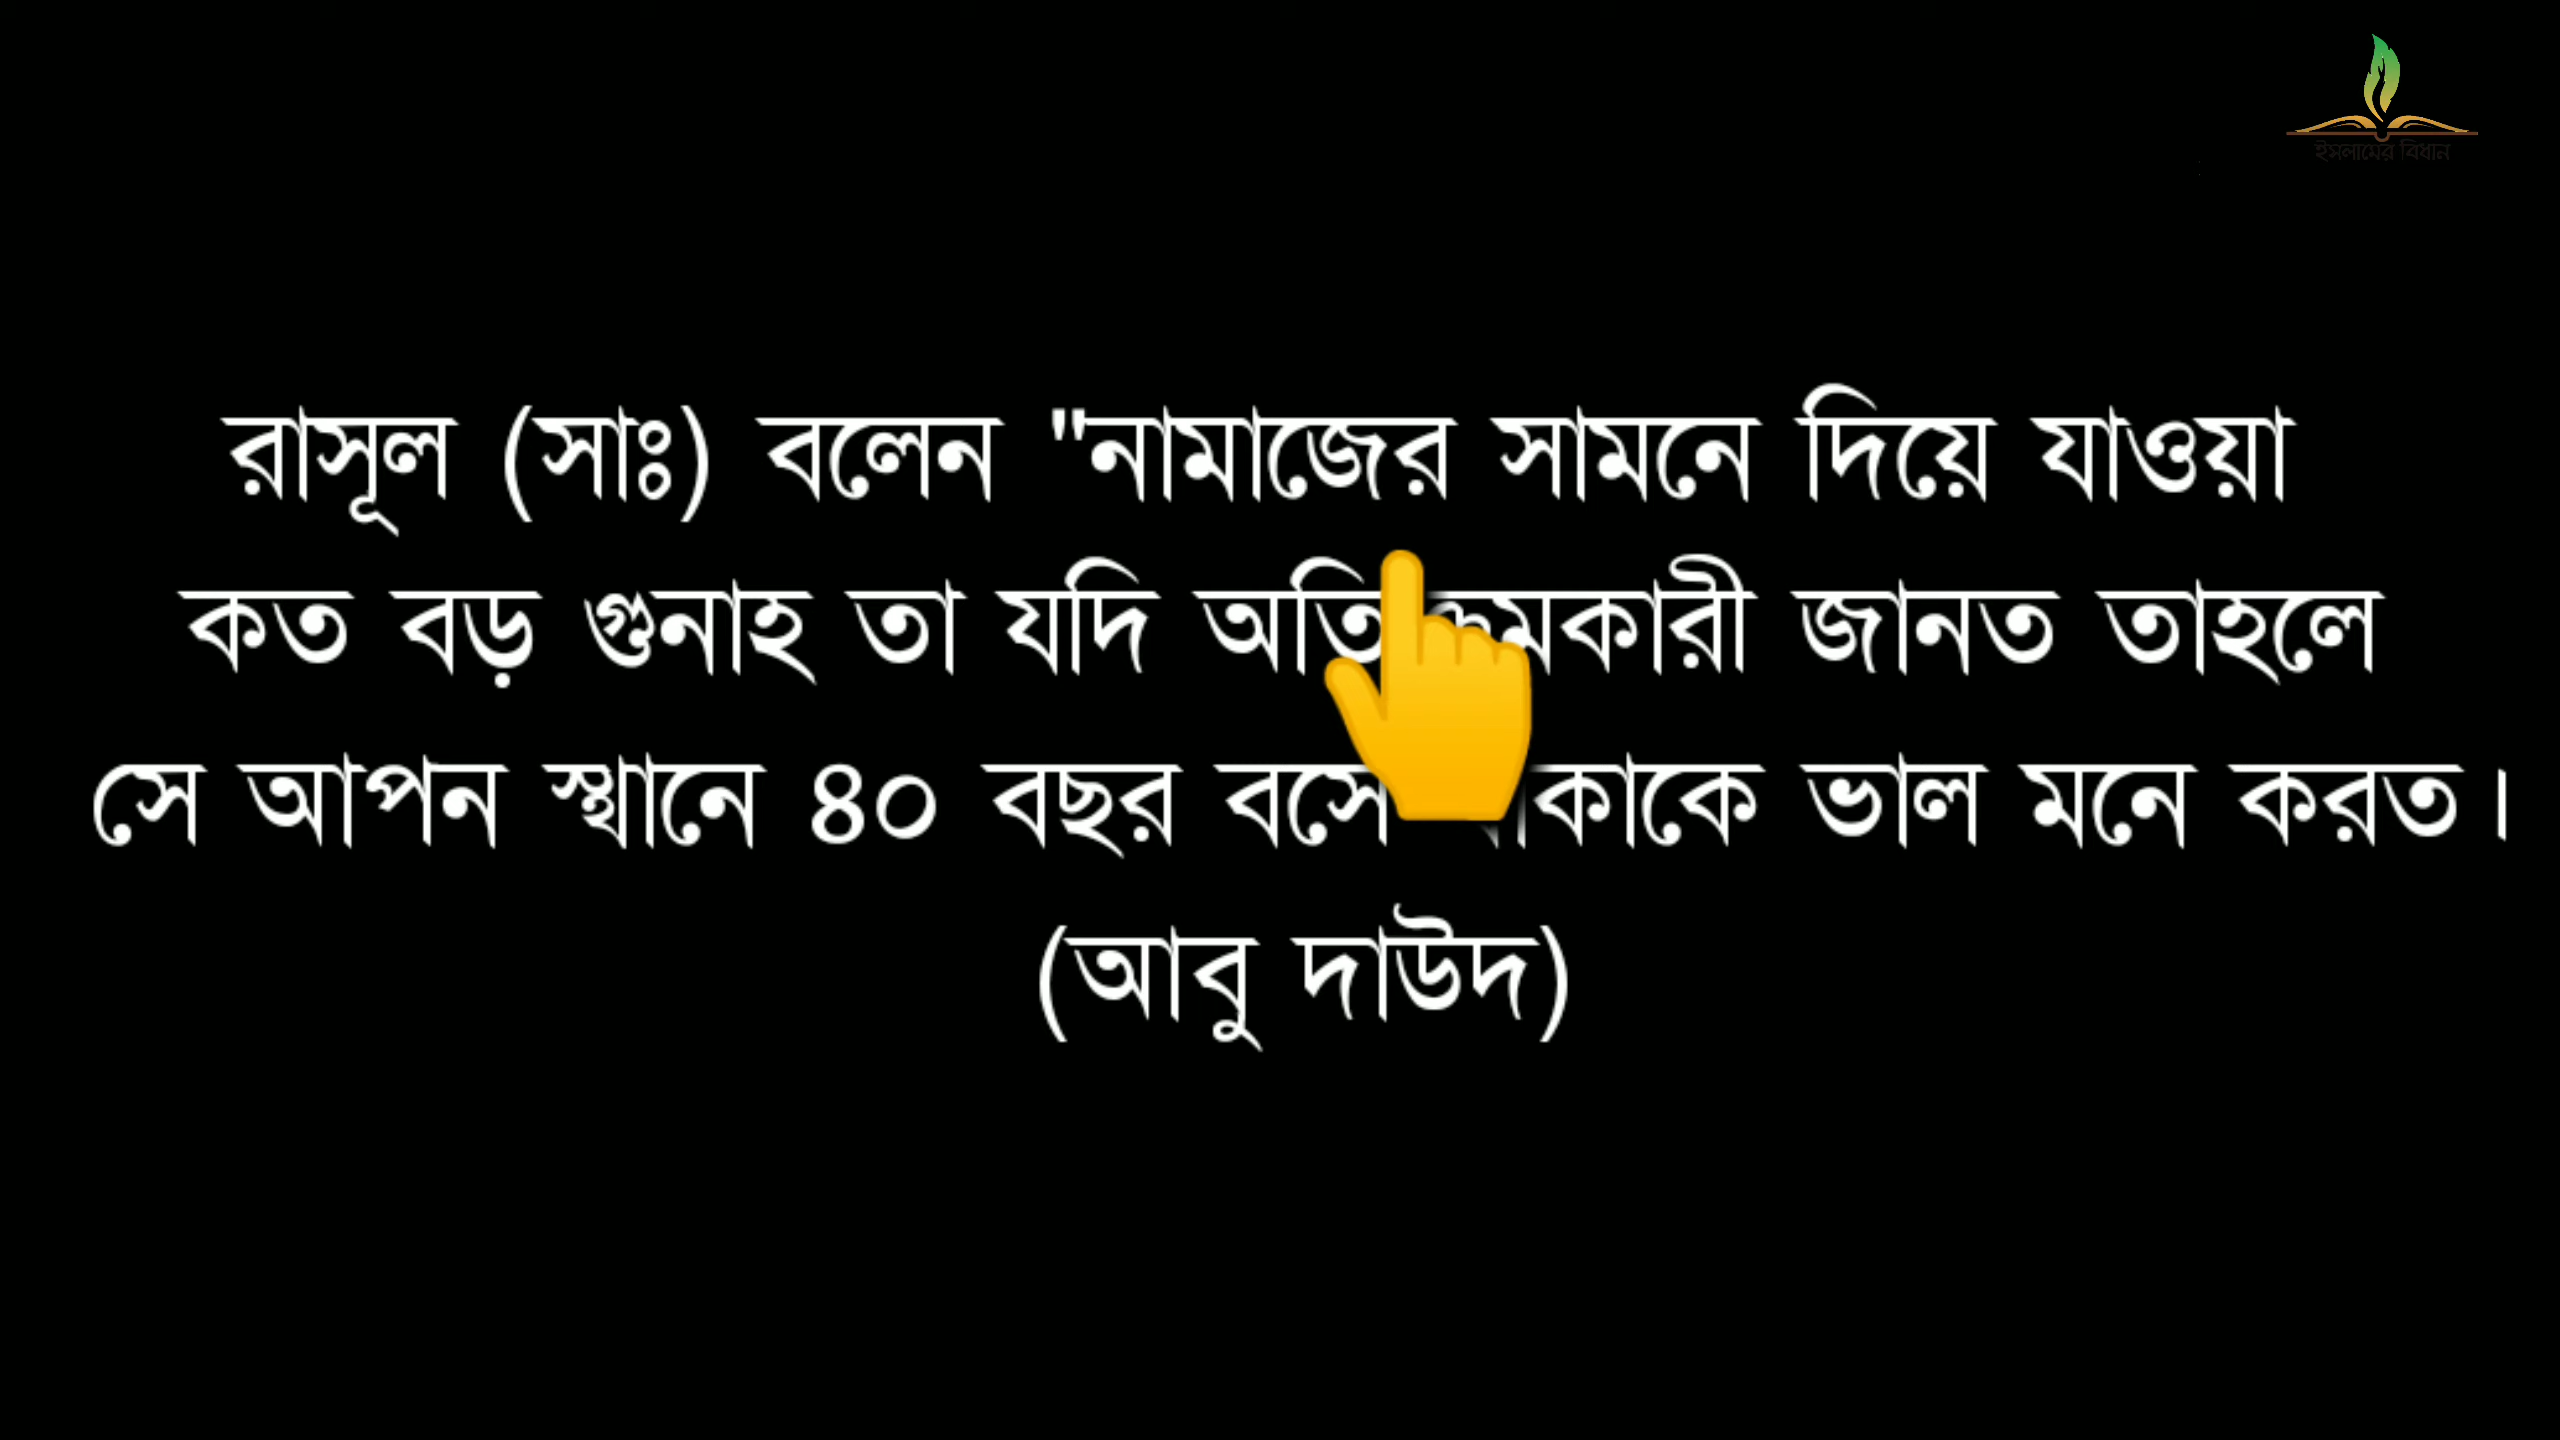 ইসলামের বিধান
রাসূল (সাঃ) বলেন "নামাজের সামনে দিয়ে যাওয়া
কত বড় গুনাহ তা যদি জানত তাহলে
সে আপন স্থানে ৪০ বছর বসে ভাল মনে করত।
(আবু দাউদ)